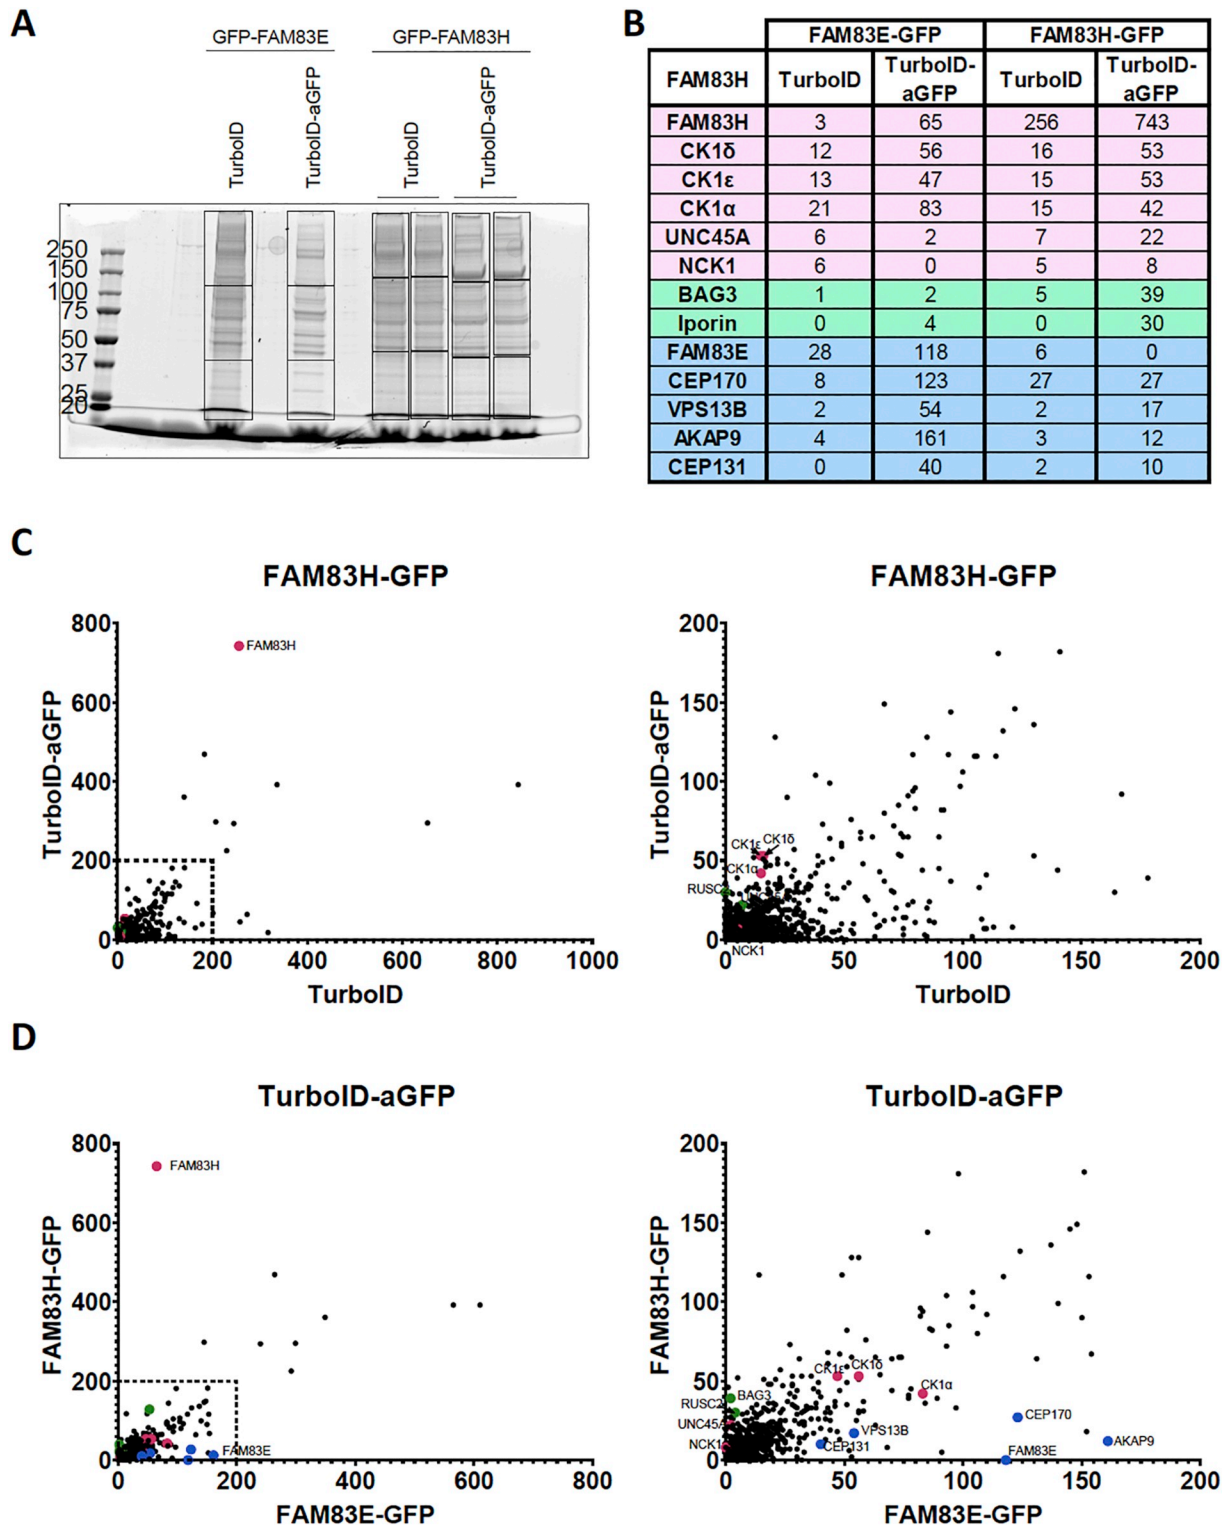 A
GFP-FAM83E
GFP-FAM83H
TurboID
TurboID-aGFP
TurboID
TurboID-aGFP
250
150
100
75
50
37
25
20
B
FAM83E-GFP FAM83H-GFP
FAM83H TurboID TurboID-aGFP TurboID TurboID-aGFP
FAM83H 3 65 256 743
CK1δ 12 56 16 53
CK1ε 13 47 15 53
CK1α 21 83 15 42
UNC45A 6 2 7 22
NCK1 6 0 5 8
BAG3 1 2 5 39
Iporin 0 4 0 30
FAM83E 28 118 6 0
CEP170 8 123 27 27
VPS13B 2 54 2 17
AKAP9 4 161 3 12
CEP131 0 40 2 10
C
FAM83H-GFP
800
600
400
200
0
TurboID-aGFP
FAM83H
0 200 400 600 800 1000
TurboID
FAM83H-GFP
200
150
100
50
0
TurboID-aGFP
CK1ε CK1δ
CK1α
RUSC2
NCK1
0 50 100 150 200
TurboID
D
TurboID-aGFP
800
600
400
200
0
FAM83H-GFP
FAM83H
FAM83E
0 200 400 600 800
FAM83E-GFP
TurboID-aGFP
200
150
100
50
0
FAM83H-GFP
CK1ε CK1δ
CK1α
RUSC2 BAG3
UNC45A
NCK1
CEP170
VPS13B
CEP131
FAM83E
AKAP9
0 50 100 150 200
FAM83E-GFP